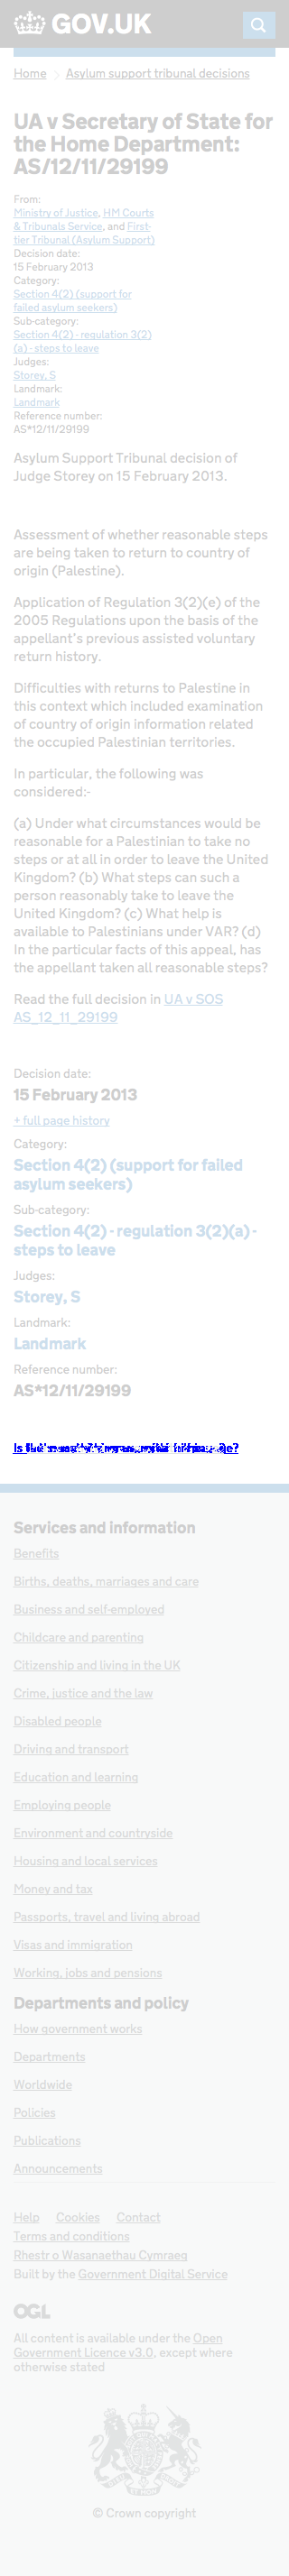 GOV.UK
Home
Asylum support tribunal decisions
UA v Secretary of State for
the Home Department:
AS/12/11/29199
From:
Ministry of Justice, HM Courts
& Tribunals Service, and First-
tier Tribunal (Asylum Support)
Decision date:
15 February 2013
Category:
Section 4(2) (support for
failed asylum seekers)
Sub-category:
Section 4(2) - regulation 3(2)
(a) - steps to leave
Judges:
Storey, S
Landmark:
Landmark
Reference number:
AS*12/11/29199
Asylum Support Tribunal decision of
Judge Storey on 15 February 2013.
Assessment of whether reasonable steps
are being taken to return to country of
origin (Palestine).
Application of Regulation 3(2)(e) of the
2005 Regulations upon the basis of the
appellant's previous assisted voluntary
return history.
Difficulties with returns to Palestine in
this context which included examination
of country of origin information related
the occupied Palestinian territories.
In particular, the following was
considered:-
(a) Under what circumstances would be
reasonable for a Palestinian to take no
steps or at all in order to leave the United
Kingdom? (b) What steps can such a
person reasonably take to leave the
United Kingdom? (c) What help is
available to Palestinians under VAR? (d)
In the particular facts of this appeal, has
the appellant taken all reasonable steps?
Read the full decision in UA v SOS
AS_12_11_29199
Decision date:
15 February 2013
+ full page history
Category:
Section 4(2) (support for failed
asylum seekers)
Sub-category:
Section 4(2) - regulation 3(2)(a) -
steps to leave
Judges:
Storey, S
Landmark:
Landmark
Reference number:
AS*12/11/29199
Services and information
Benefits
Births, deaths, marriages and care
Business and self-employed
Childcare and parenting
Citizenship and living in the UK
Crime, justice and the law
Disabled people
Driving and transport
Education and learning
Employing people
Environment and countryside
Housing and local services
Money and tax
Passports, travel and living abroad
Visas and immigration
Working, jobs and pensions
Departments and policy
How government works
Departments
Worldwide
Policies
Publications
Announcements
Help Cookies Contact
Terms and conditions
Rhestr o Wasanaethau Cymraeg
Built by the Government Digital Service
OGL
All content is available under the Open
Government Licence v3.0, except where
otherwise stated
© Crown copyright